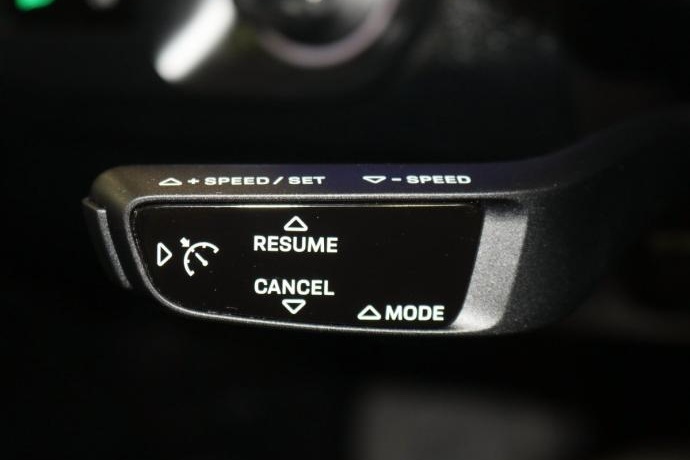 + SPEED / SET - SPEED
RESUME
CANCEL
MODE